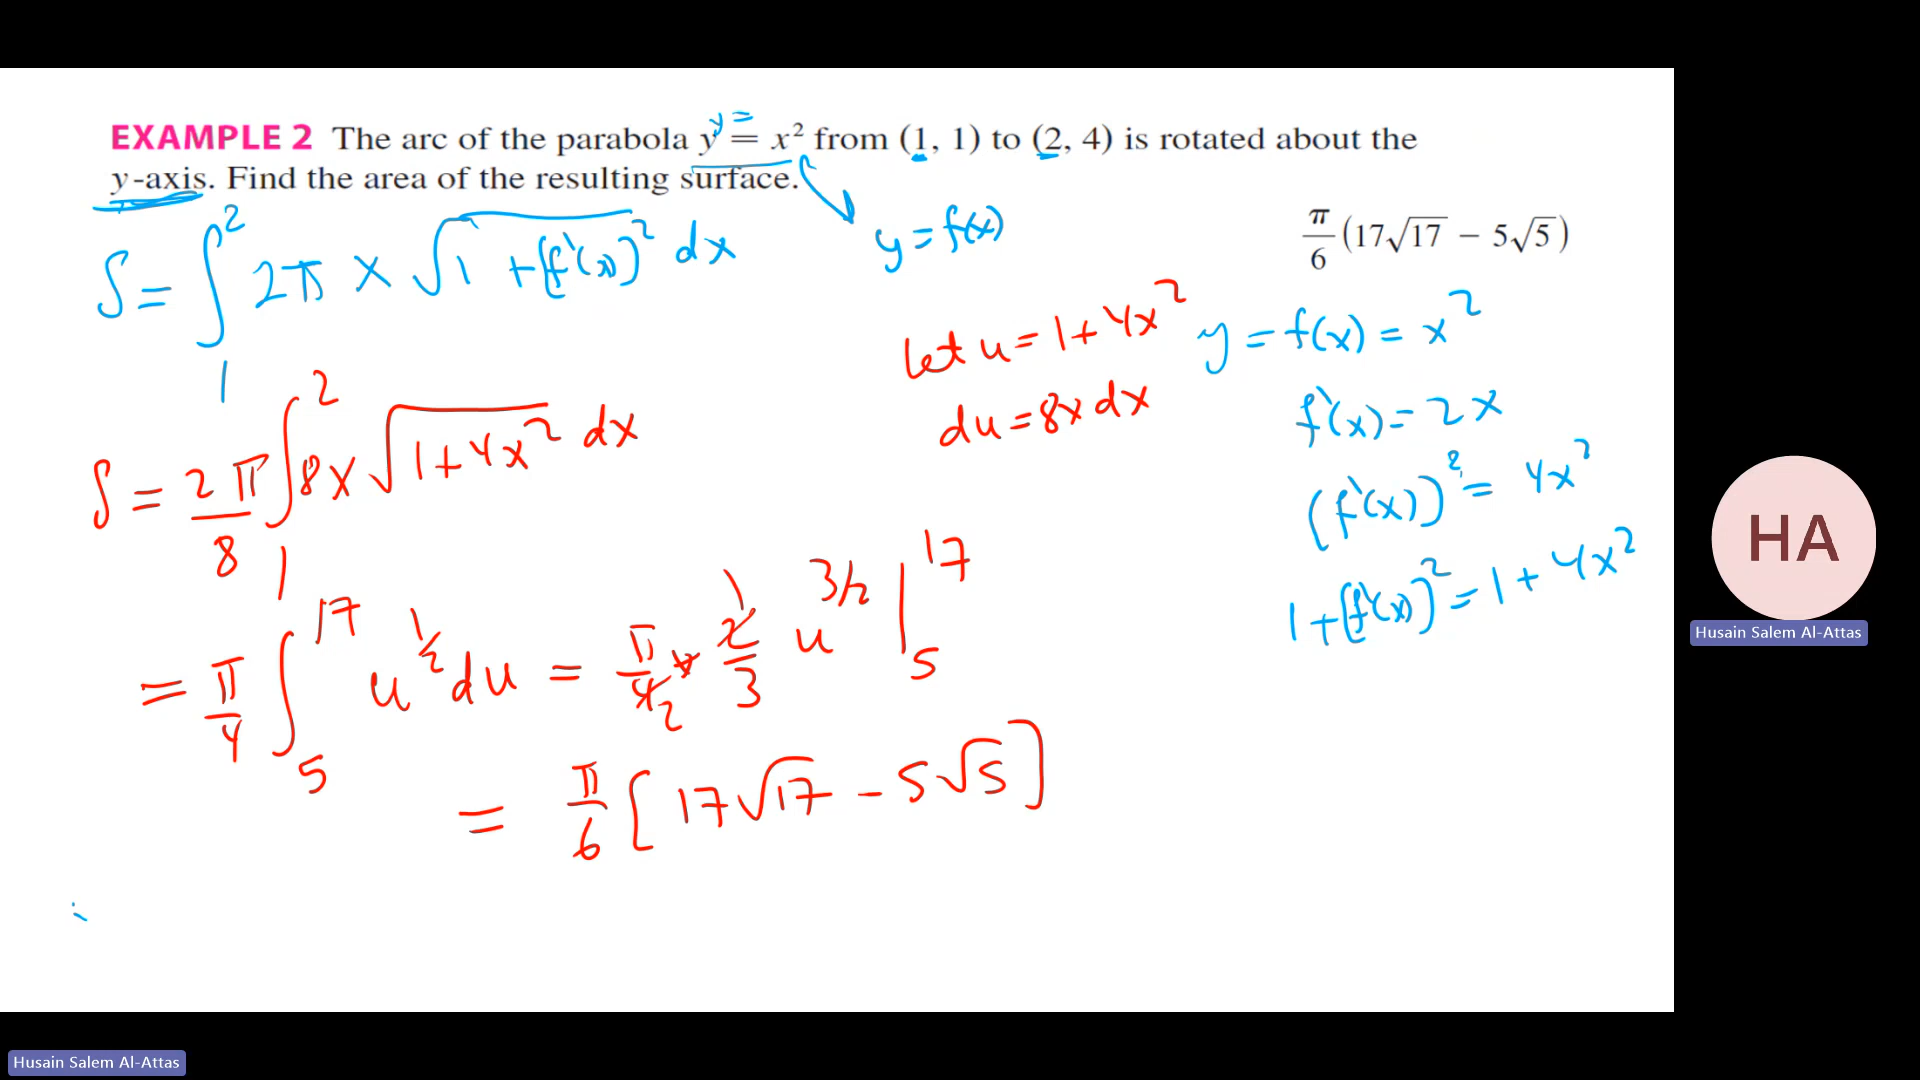 EXAMPLE 2 The arc of the parabola y = x² from (1, 1) to (2, 4) is rotated about the
y-axis. Find the area of the resulting surface.
y =
y = f(x)
π/6 (17√17 − 5√5)
S = ∫₁² 2π x √(1 + [f'(x)]²) dx
let u = 1 + 4x²
du = 8x dx
y = f(x) = x²
f'(x) = 2x
(f'(x))² = 4x²
1 + [f'(x)]² = 1 + 4x²
S = 2π/8 ∫₁² 8x √(1 + 4x²) dx
= π/4 ∫₅¹⁷ u^½ du = π/4 * 2/3 u^3/2 |₅¹⁷
1
2
= π/6 [17√17 − 5√5]
HA
Husain Salem Al-Attas
Husain Salem Al-Attas